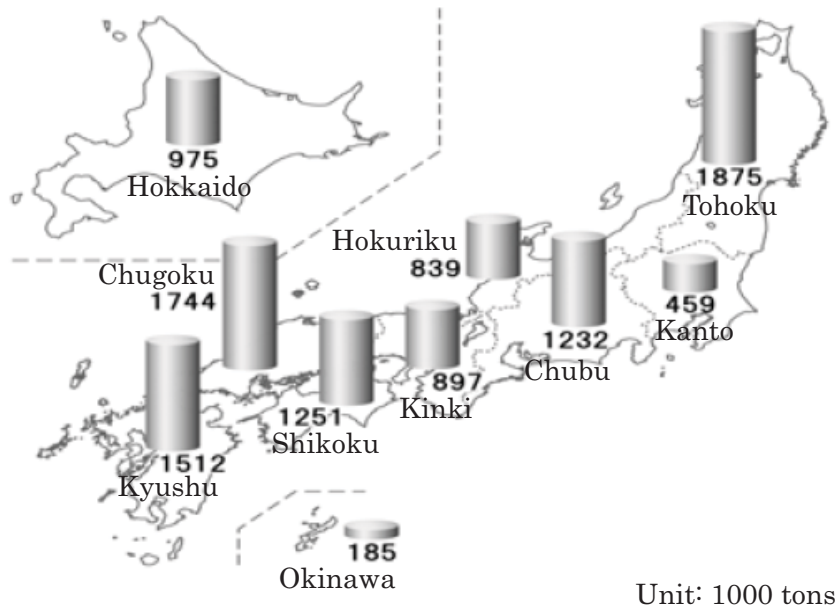 975
Hokkaido
1875
Tohoku
Hokuriku
839
Chugoku
1744
459
Kanto
1232
Chubu
897
Kinki
1251
Shikoku
1512
Kyushu
185
Okinawa
Unit: 1000 tons